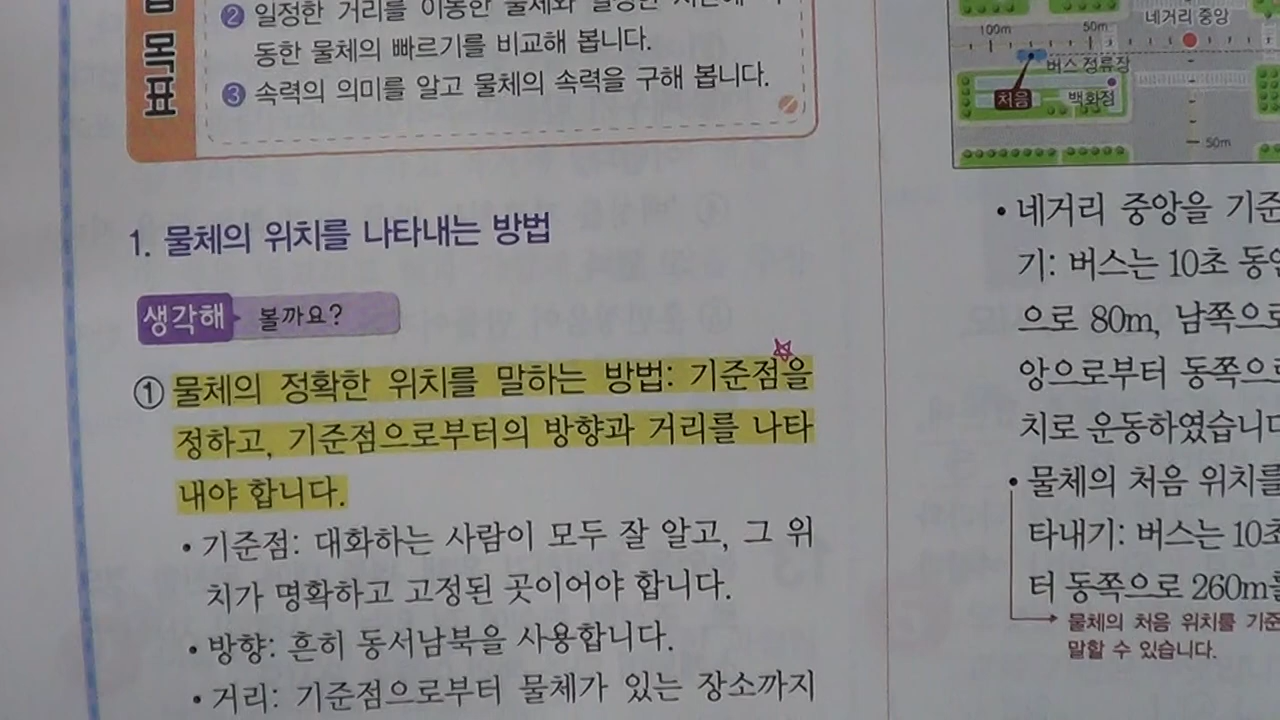 목
표
❷ 일정한 거리를 이동한 물체와 일정한
동한 물체의 빠르기를 비교해 봅니다.
❸ 속력의 의미를 알고 물체의 속력을 구해 봅니다.
1. 물체의 위치를 나타내는 방법
생각해 볼까요?
① 물체의 정확한 위치를 말하는 방법: 기준점을
정하고, 기준점으로부터의 방향과 거리를 나타
내야 합니다.
• 기준점: 대화하는 사람이 모두 잘 알고, 그 위
치가 명확하고 고정된 곳이어야 합니다.
• 방향: 흔히 동서남북을 사용합니다.
• 거리: 기준점으로부터 물체가 있는 장소까지
네거리 중앙
100m 50m
버스 정류장
처음 백화점
50m
• 네거리 중앙을 기준
기: 버스는 10초 동안
으로 80m, 남쪽으로
앙으로부터 동쪽으로
치로 운동하였습니다
• 물체의 처음 위치를
타내기: 버스는 10초
터 동쪽으로 260m를
물체의 처음 위치를 기준
말할 수 있습니다.